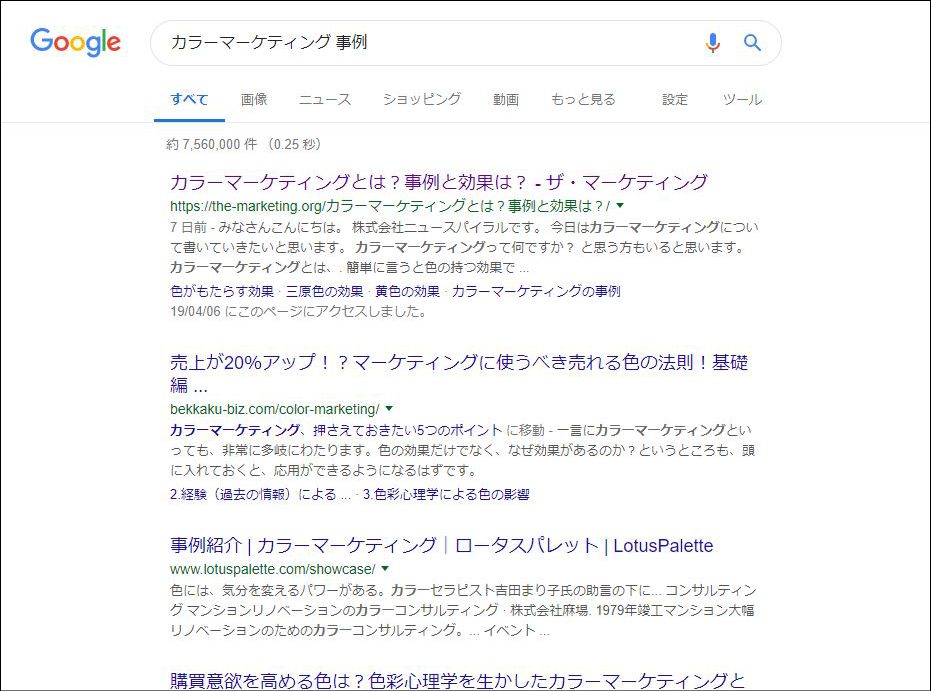 Google カラーマーケティング 事例
すべて 画像 ニュース ショッピング 動画 もっと見る 設定 ツール
約 7,560,000 件 （0.25 秒）
カラーマーケティングとは？事例と効果は？ - ザ・マーケティング
https://the-marketing.org/カラーマーケティングとは？事例と効果は？/
7 日前 - みなさんこんにちは。 株式会社ニュースパイラルです。 今日はカラーマーケティングについ
て書いていきたいと思います。 カラーマーケティングって何ですか？ と思う方もいると思います。
カラーマーケティングとは、. 簡単に言うと色の持つ効果で ...
色がもたらす効果 · 三原色の効果 · 黄色の効果 · カラーマーケティングの事例
19/04/06 にこのページにアクセスしました。
売上が20%アップ！？マーケティングに使うべき売れる色の法則！基礎
編 ...
bekkaku-biz.com/color-marketing/
カラーマーケティング、押さえておきたい5つのポイント に移動 - 一言にカラーマーケティングとい
っても、非常に多岐にわたります。色の効果だけでなく、なぜ効果があるのか？というところも、頭
に入れておくと、応用ができるようになるはずです。
2.経験（過去の情報）による ... · 3.色彩心理学による色の影響
事例紹介 | カラーマーケティング｜ロータスパレット | LotusPalette
www.lotuspalette.com/showcase/
色には、気分を変えるパワーがある。カラーセラピスト吉田まり子氏の助言の下に... コンサルティン
グ マンションリノベーションのカラーコンサルティング · 株式会社麻場. 1979年竣工マンション大幅
リノベーションのためのカラーコンサルティング。... イベント ...
購買意欲を高める色は？色彩心理学を生かしたカラーマーケティングと